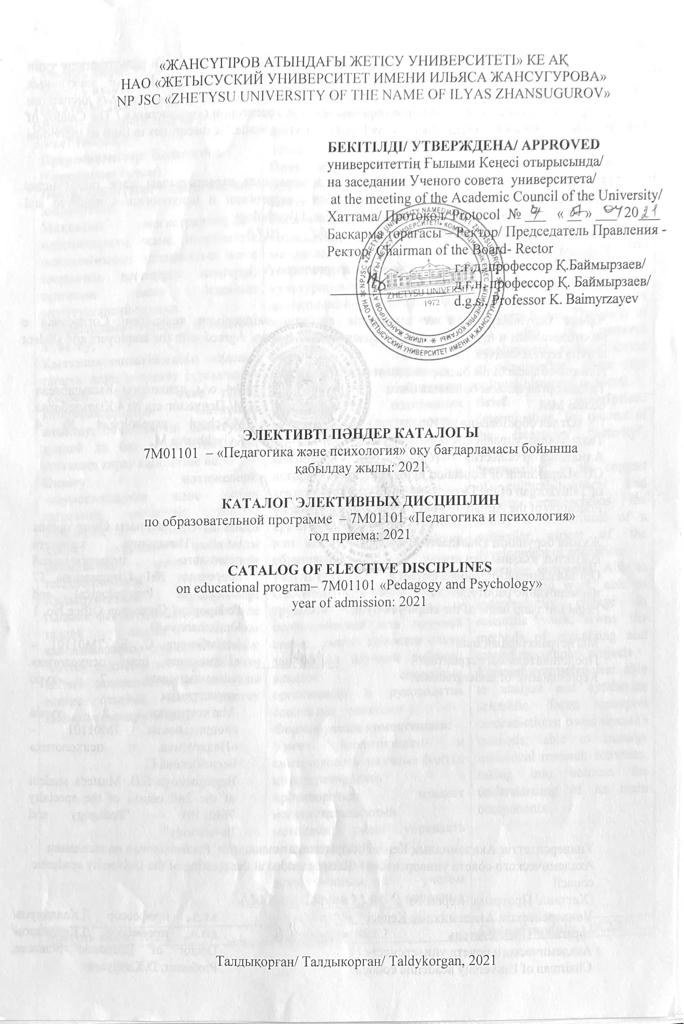 «ЖАНСҮГІРОВ АТЫНДАҒЫ ЖЕТІСУ УНИВЕРСИТЕТІ» КЕ АҚ
НАО «ЖЕТЫСУСКИЙ УНИВЕРСИТЕТ ИМЕНИ ИЛЬЯСА ЖАНСУГУРОВА»
NP JSC «ZHETYSU UNIVERSITY OF THE NAME OF ILYAS ZHANSUGUROV»
БЕКІТІЛДІ/ УТВЕРЖДЕНА/ APPROVED
университеттің Ғылыми Кеңесі отырысында/
на заседании Ученого совета университета/
at the meeting of the Academic Council of the University/
Хаттама/ Протокол/ Protocol № « » 2021
Басқарма төрағасы – Ректор/ Председатель Правления -
Ректор/ Chairman of the Board- Rector
г.ғ.д., профессор Қ.Баймырзаев/
д.г.н, профессор Қ. Баймырзаев/
d.g.s., Professor K. Baimyrzayev
ZHETYSU UNIVERSITY
1972
ЭЛЕКТИВТІ ПӘНДЕР КАТАЛОГЫ
7М01101 – «Педагогика және психология» оқу бағдарламасы бойынша
қабылдау жылы: 2021
КАТАЛОГ ЭЛЕКТИВНЫХ ДИСЦИПЛИН
по образовательной программе – 7М01101 «Педагогика и психология»
год приема: 2021
CATALOG OF ELECTIVE DISCIPLINES
on educational program– 7M01101 «Pedagogy and Psychology»
year of admission: 2021
Талдықорған/ Талдыкорган/ Taldykorgan, 2021